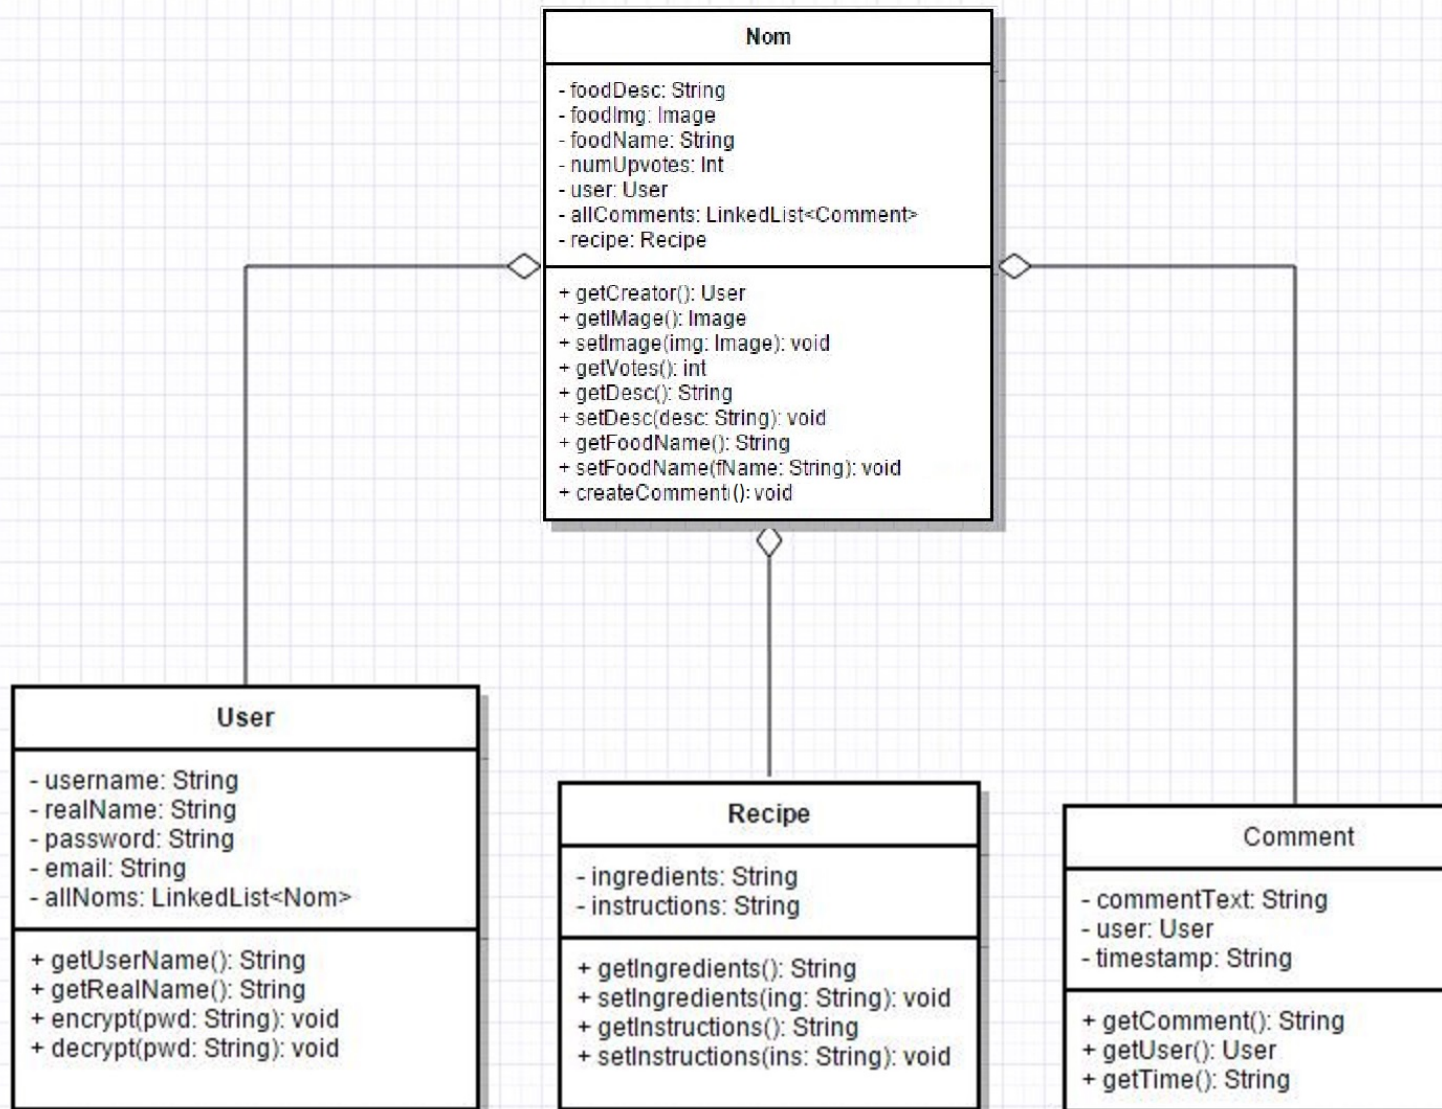 Nom
- foodDesc: String
- foodImg: Image
- foodName: String
- numUpvotes: Int
- user: User
- allComments: LinkedList<Comment>
- recipe: Recipe
+ getCreator(): User
+ getIMage(): Image
+ setImage(img: Image): void
+ getVotes(): int
+ getDesc(): String
+ setDesc(desc: String): void
+ getFoodName(): String
+ setFoodName(fName: String): void
+ createComment(): void
User
- username: String
- realName: String
- password: String
- email: String
- allNoms: LinkedList<Nom>
+ getUserName(): String
+ getRealName(): String
+ encrypt(pwd: String): void
+ decrypt(pwd: String): void
Recipe
- ingredients: String
- instructions: String
+ getIngredients(): String
+ setIngredients(ing: String): void
+ getInstructions(): String
+ setInstructions(ins: String): void
Comment
- commentText: String
- user: User
- timestamp: String
+ getComment(): String
+ getUser(): User
+ getTime(): String